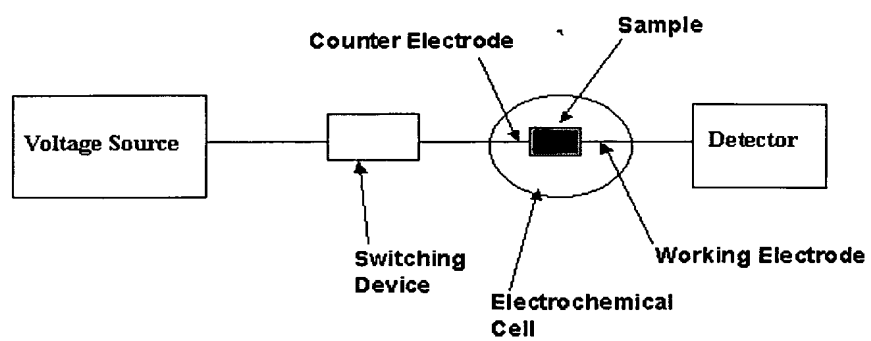 Counter Electrode
Sample
Voltage Source
Detector
Switching
Device
Working Electrode
Electrochemical
Cell